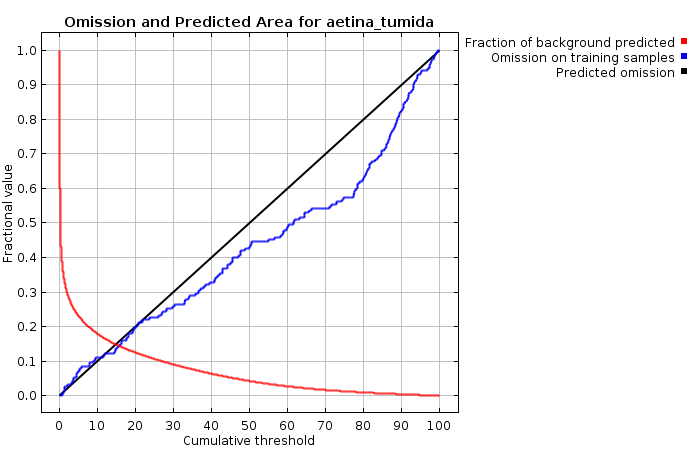 Omission and Predicted Area for aetina_tumida
Fraction of background predicted
Omission on training samples
Predicted omission
Fractional value
1.0
0.9
0.8
0.7
0.6
0.5
0.4
0.3
0.2
0.1
0.0
0 10 20 30 40 50 60 70 80 90 100
Cumulative threshold